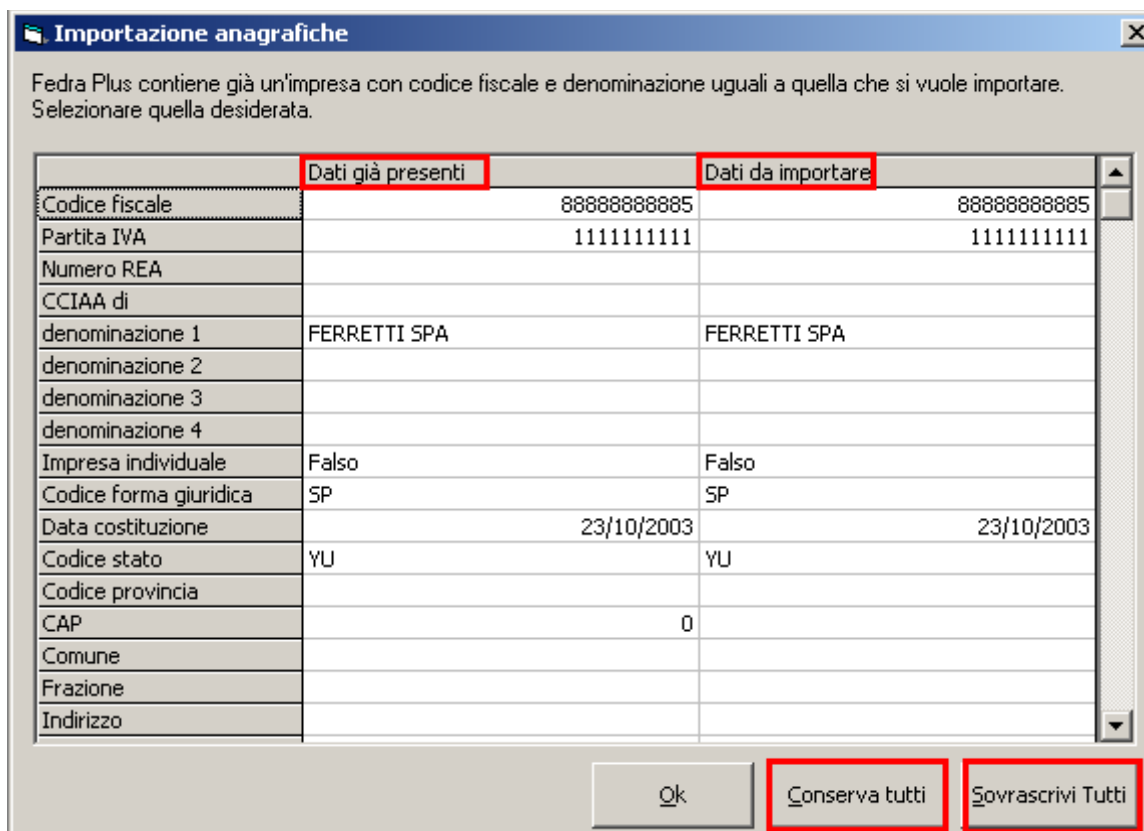 Importazione anagrafiche
Fedra Plus contiene già un'impresa con codice fiscale e denominazione uguali a quella che si vuole importare.
Selezionare quella desiderata.
Dati già presenti Dati da importare
Codice fiscale 88888888885 88888888885
Partita IVA 1111111111 1111111111
Numero REA
CCIAA di
denominazione 1 FERRETTI SPA FERRETTI SPA
denominazione 2
denominazione 3
denominazione 4
Impresa individuale Falso Falso
Codice forma giuridica SP SP
Data costituzione 23/10/2003 23/10/2003
Codice stato YU YU
Codice provincia
CAP 0
Comune
Frazione
Indirizzo
Ok Conserva tutti Sovrascrivi Tutti